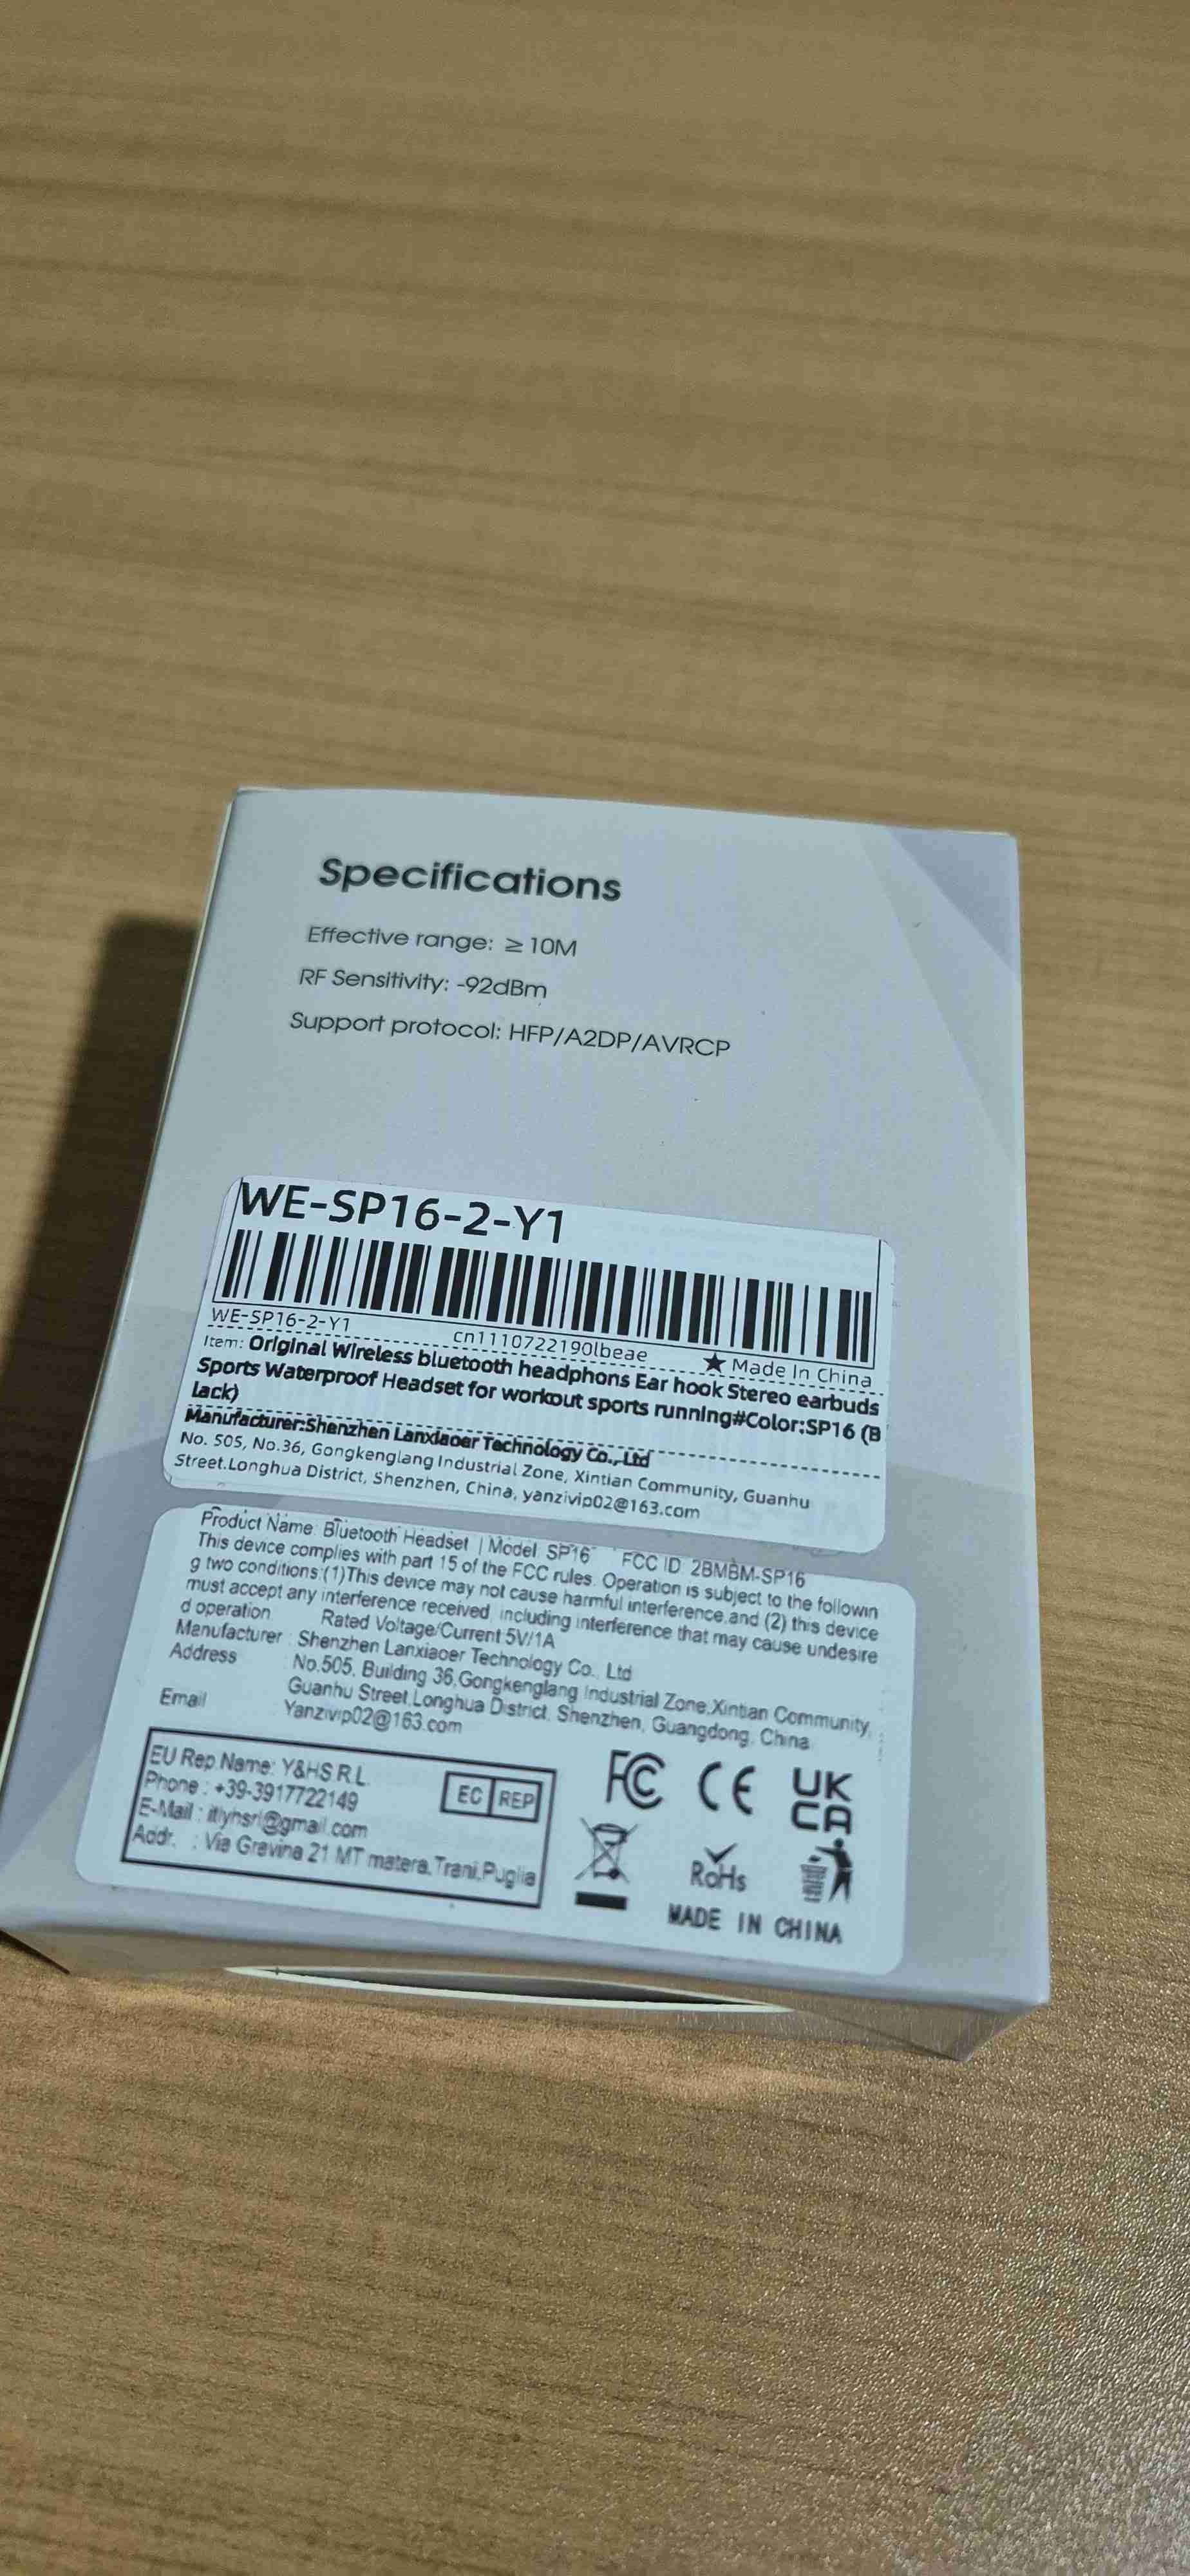 Specifications
Effective range: ≥10M
RF Sensitivity: -92dBm
Support protocol: HFP/A2DP/AVRCP
WE-SP16-2-Y1
WE-SP16-2-Y1
cn1110722190lbeae
★ Made In China
Item: Original Wireless bluetooth headphons Ear hook Stereo earbuds
Sports Waterproof Headset for workout sports running#Color:SP16 (B
lack)
Manufacturer:Shenzhen Lanxiaoer Technology Co.,Ltd
No. 505, No.36, Gongkenglang Industrial Zone, Xintian Community, Guanhu
Street.Longhua District, Shenzhen, China, yanzivip02@163.com
Product Name: Bluetooth Headset | Model: SP16 FCC ID: 2BMBM-SP16
This device complies with part 15 of the FCC rules. Operation is subject to the followin
g two conditions:(1)This device may not cause harmful interference,and (2) this device
must accept any interference received, including interference that may cause undesire
d operation. Rated Voltage/Current:5V/1A
Manufacturer : Shenzhen Lanxiaoer Technology Co., Ltd
Address : No.505, Building 36,Gongkenglang Industrial Zone,Xintian Community,
Guanhu Street,Longhua District, Shenzhen, Guangdong, China
Email Yanzivip02@163.com
EU Rep.Name: Y&HS.R.L
Phone : +39-3917722149
E-Mail : itlyhsrl@gmail.com
Addr. : Via Gravina 21 MT matera,Trani,Puglia
EC REP
FC CE UK
CA
RoHs
MADE IN CHINA